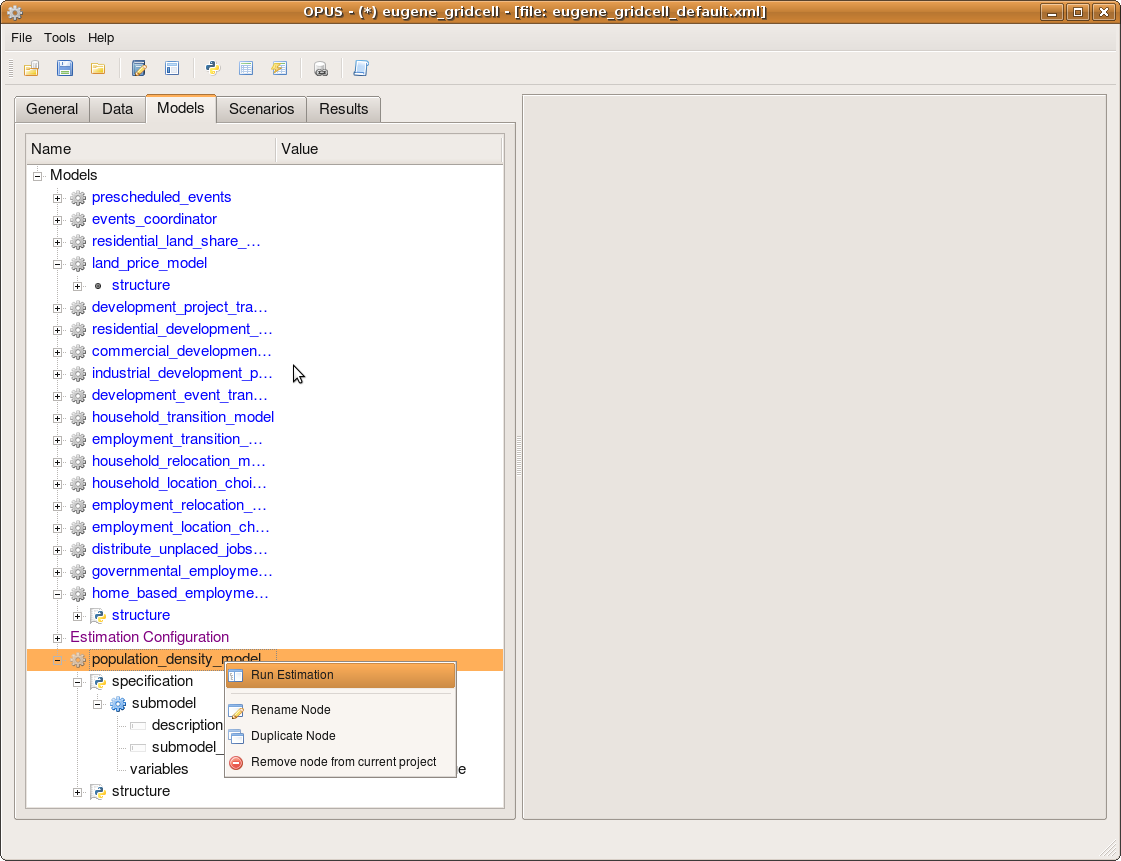 OPUS - (*) eugene_gridcell - [file: eugene_gridcell_default.xml]
File Tools Help
General Data Models Scenarios Results
Name Value
Models
prescheduled_events
events_coordinator
residential_land_share_...
land_price_model
structure
development_project_tra...
residential_development_...
commercial_developmen...
industrial_development_p...
development_event_tran...
household_transition_model
employment_transition_...
household_relocation_m...
household_location_choi...
employment_relocation_...
employment_location_ch...
distribute_unplaced_jobs...
governmental_employme...
home_based_employme...
structure
Estimation Configuration
population_density_model
Run Estimation
specification
submodel
Rename Node
description
Duplicate Node
submodel_
Remove node from current project
variables e
structure